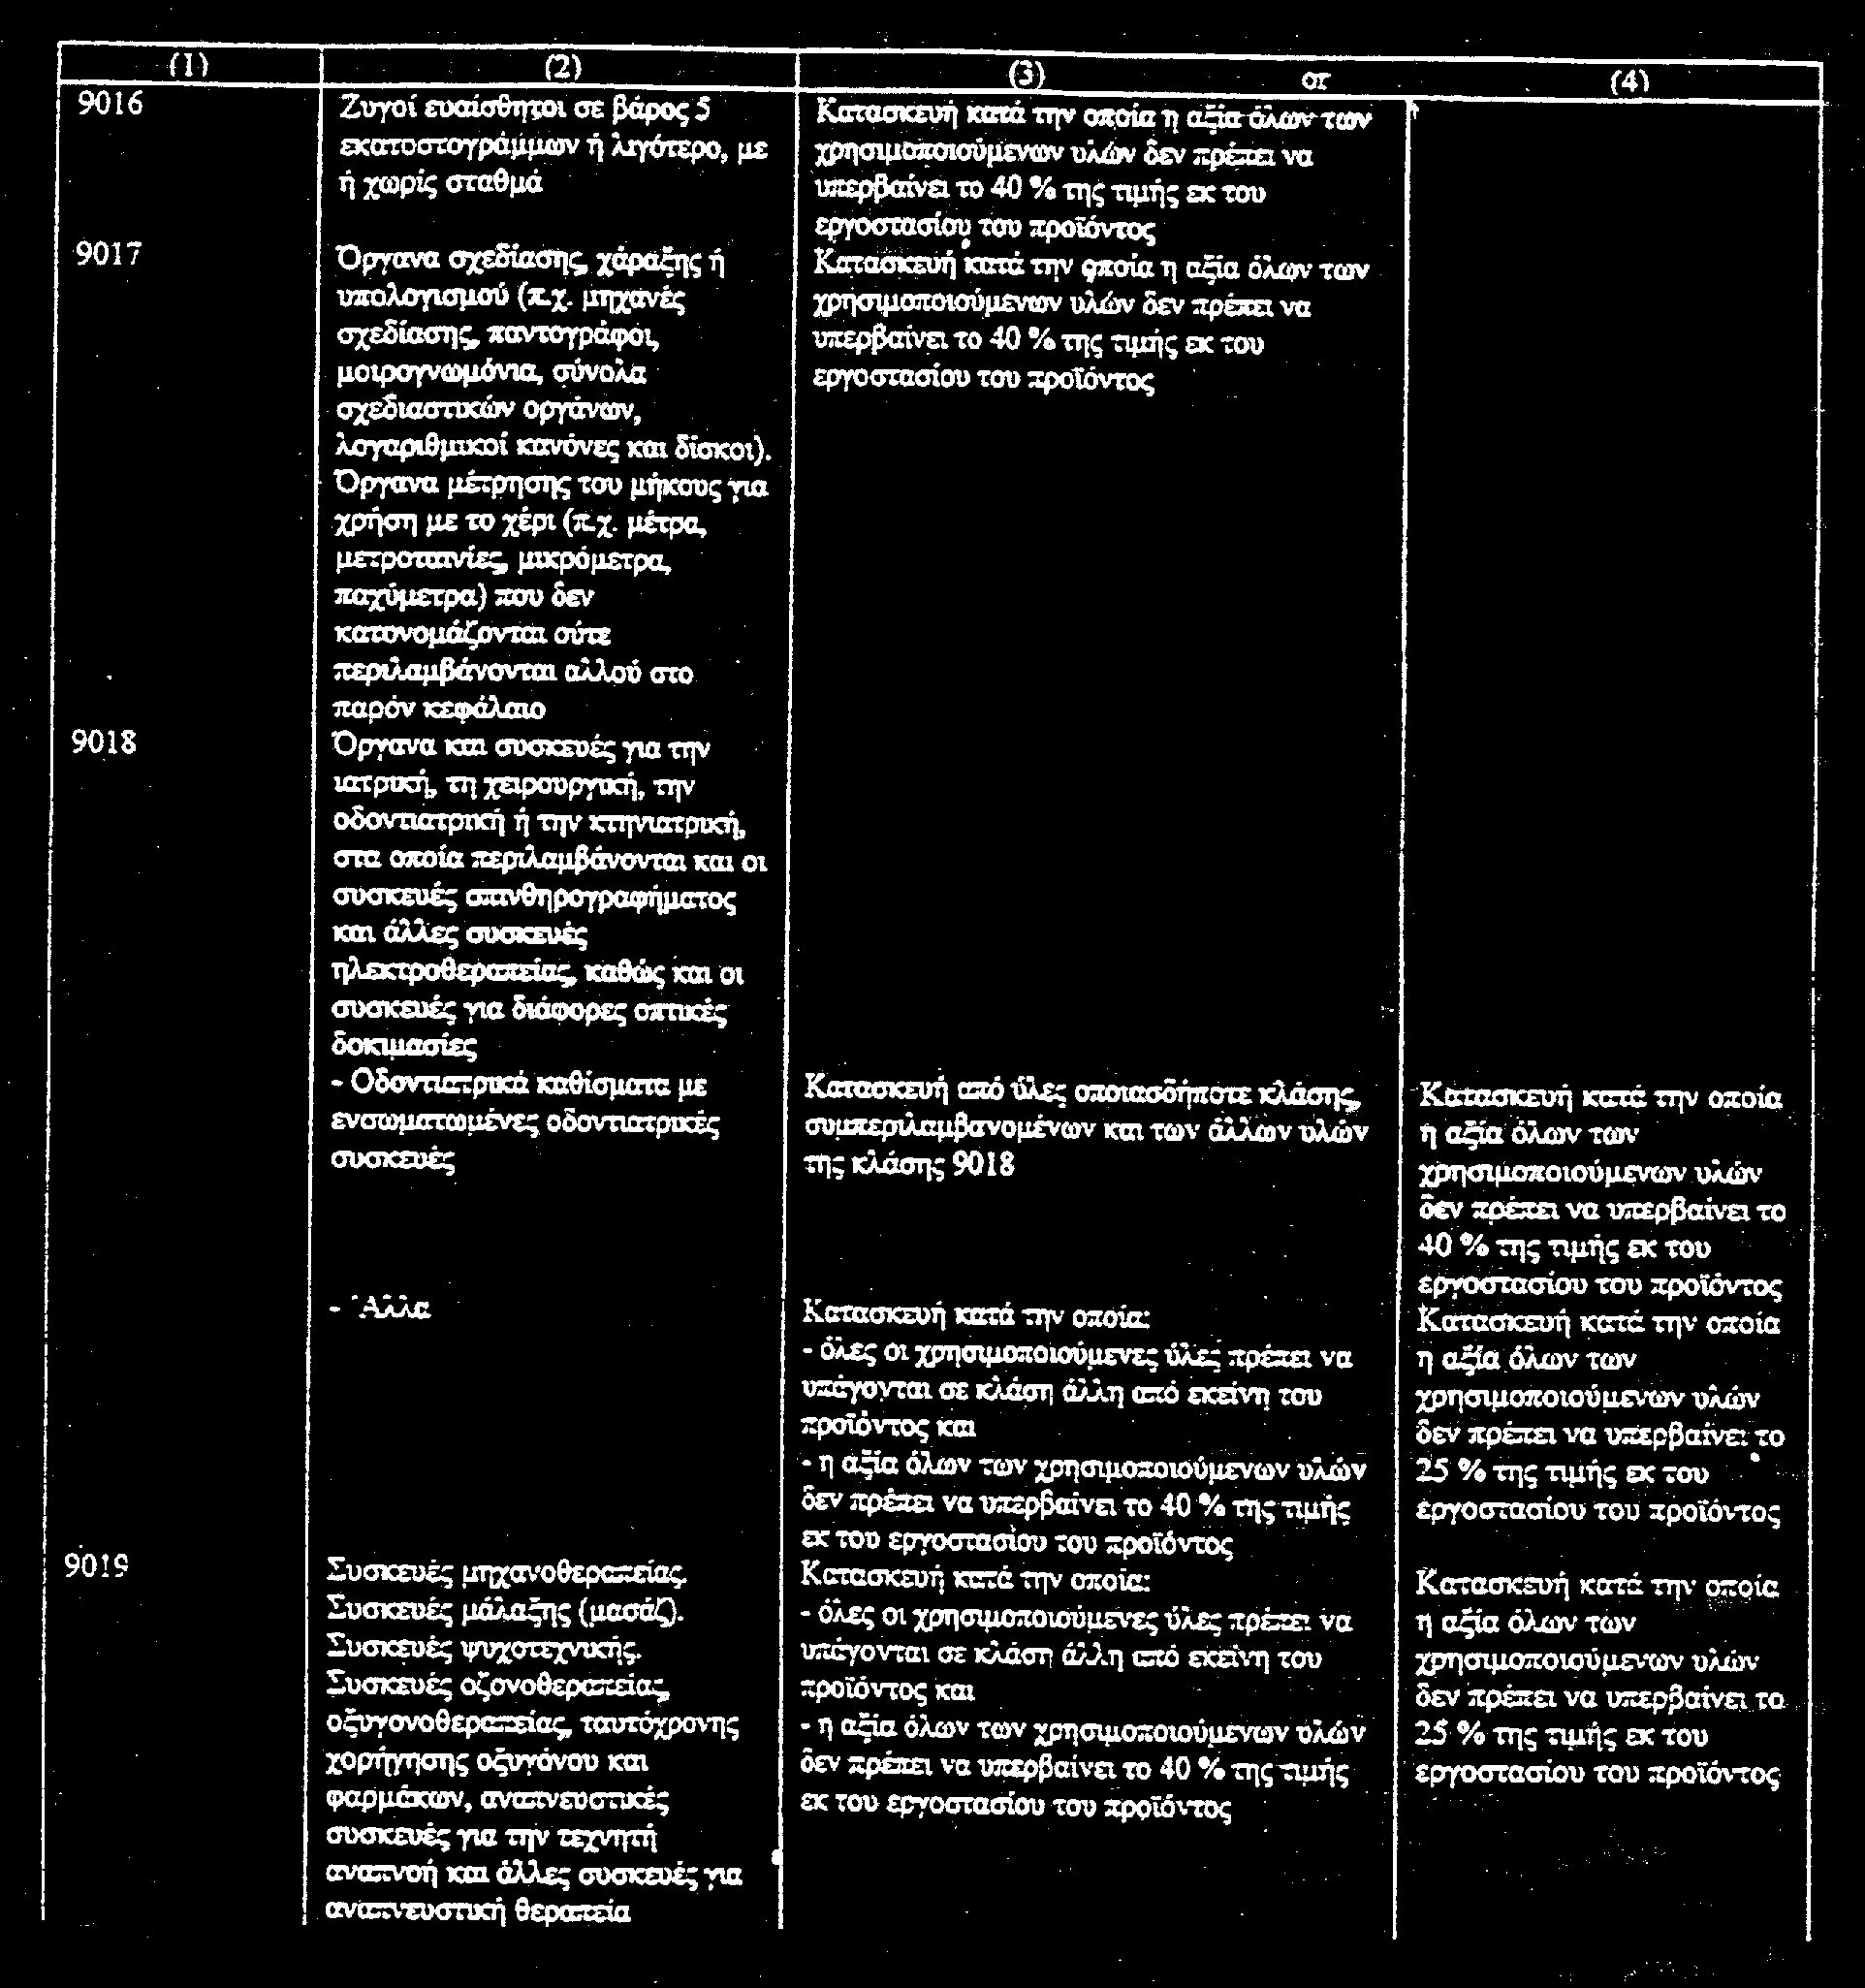 (1) (2) (3) or (4)
9016
Ζυγοί ευαίσθητοι σε βάρος 5
εκατοστογράμμων ή λιγότερο, με
ή χωρίς σταθμά
Κατασκευή κατά την οποία η αξία όλων των
χρησιμοποιούμενων υλών δεν πρέπει να
υπερβαίνει το 40 % της τιμής εκ του
εργοστασίου του προϊόντος
9017
Όργανα σχεδίασης, χάραξης ή
υπολογισμού (π.χ. μηχανές
σχεδίασης, παντογράφοι,
μοιρογνωμόνια, σύνολα
σχεδιαστικών οργάνων,
λογαριθμικοί κανόνες και δίσκοι).
Όργανα μέτρησης του μήκους για
χρήση με το χέρι (π.χ. μέτρα,
μετροταινίες, μικρόμετρα,
παχύμετρα) που δεν
κατονομάζονται ούτε
περιλαμβάνονται αλλού στο
παρόν κεφάλαιο
Κατασκευή κατά την οποία η αξία όλων των
χρησιμοποιούμενων υλών δεν πρέπει να
υπερβαίνει το 40 % της τιμής εκ του
εργοστασίου του προϊόντος
9018
Όργανα και συσκευές για την
ιατρική, τη χειρουργική, την
οδοντιατρική ή την κτηνιατρική,
στα οποία περιλαμβάνονται και οι
συσκευές σπινθηρογραφήματος
και άλλες συσκευές
ηλεκτροθεραπείας, καθώς και οι
συσκευές για διάφορες οπτικές
δοκιμασίες
- Οδοντιατρικά καθίσματα με
ενσωματωμένες οδοντιατρικές
συσκευές
Κατασκευή από ύλες οποιασδήποτε κλάσης,
συμπεριλαμβανομένων και των άλλων υλών
της κλάσης 9018
Κατασκευή κατά την οποία
η αξία όλων των
χρησιμοποιούμενων υλών
δεν πρέπει να υπερβαίνει το
40 % της τιμής εκ του
εργοστασίου του προϊόντος
- Άλλα
Κατασκευή κατά την οποία:
- όλες οι χρησιμοποιούμενες ύλες πρέπει να
υπάγονται σε κλάση άλλη από εκείνη του
προϊόντος και
- η αξία όλων των χρησιμοποιούμενων υλών
δεν πρέπει να υπερβαίνει το 40 % της τιμής
εκ του εργοστασίου του προϊόντος
Κατασκευή κατά την οποία
η αξία όλων των
χρησιμοποιούμενων υλών
δεν πρέπει να υπερβαίνει το
25 % της τιμής εκ του
εργοστασίου του προϊόντος
9019
Συσκευές μηχανοθεραπείας.
Συσκευές μάλαξης (μασάζ).
Συσκευές ψυχοτεχνικής.
Συσκευές οζονοθεραπείας,
οξυγονοθεραπείας, ταυτόχρονης
χορήγησης οξυγόνου και
φαρμάκων, αναπνευστικές
συσκευές για την τεχνητή
αναπνοή και άλλες συσκευές για
αναπνευστική θεραπεία
Κατασκευή κατά την οποία:
- όλες οι χρησιμοποιούμενες ύλες πρέπει να
υπάγονται σε κλάση άλλη από εκείνη του
προϊόντος και
- η αξία όλων των χρησιμοποιούμενων υλών
δεν πρέπει να υπερβαίνει το 40 % της τιμής
εκ του εργοστασίου του προϊόντος
Κατασκευή κατά την οποία
η αξία όλων των
χρησιμοποιούμενων υλών
δεν πρέπει να υπερβαίνει το
25 % της τιμής εκ του
εργοστασίου του προϊόντος